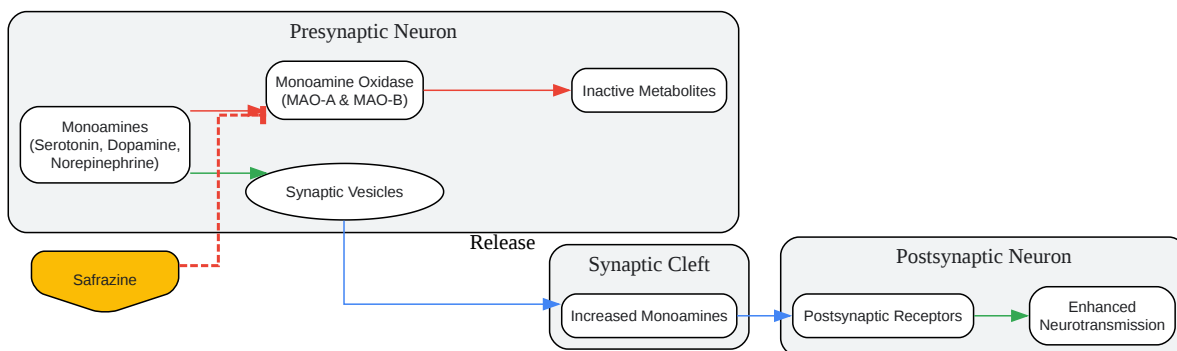 Presynaptic Neuron
Monoamine Oxidase
(MAO-A & MAO-B)
Inactive Metabolites
Monoamines
(Serotonin, Dopamine,
Norepinephrine)
Synaptic Vesicles
Release
Safrazine
Synaptic Cleft
Increased Monoamines
Postsynaptic Neuron
Postsynaptic Receptors
Enhanced
Neurotransmission